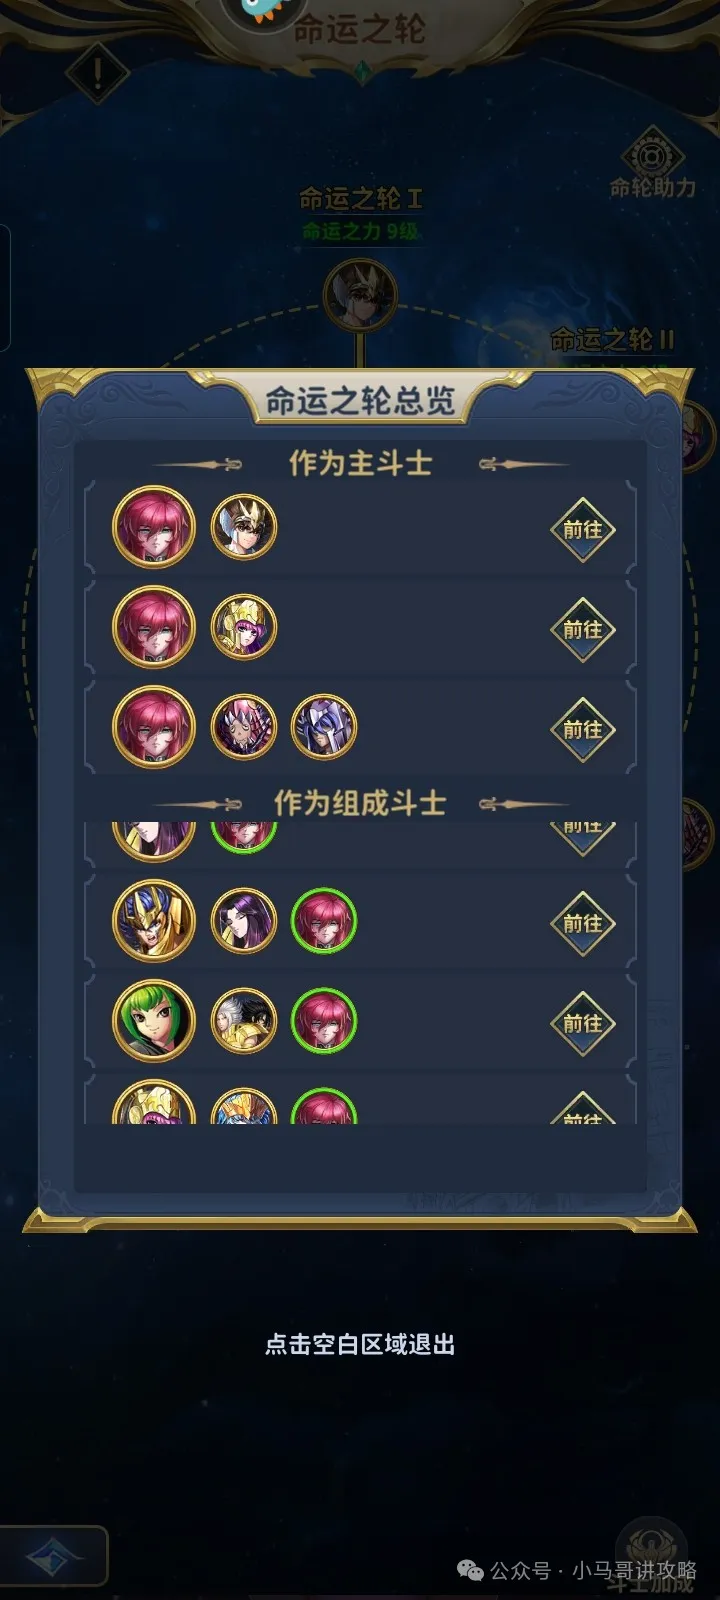 命运之轮
命轮助力
命运之轮 I
命运之力 9级
命运之轮 II
命运之轮总览
作为主斗士
前往
前往
前往
作为组成斗士
前往
前往
前往
前往
点击空白区域退出
公众号 · 小马哥讲攻略
斗士加成